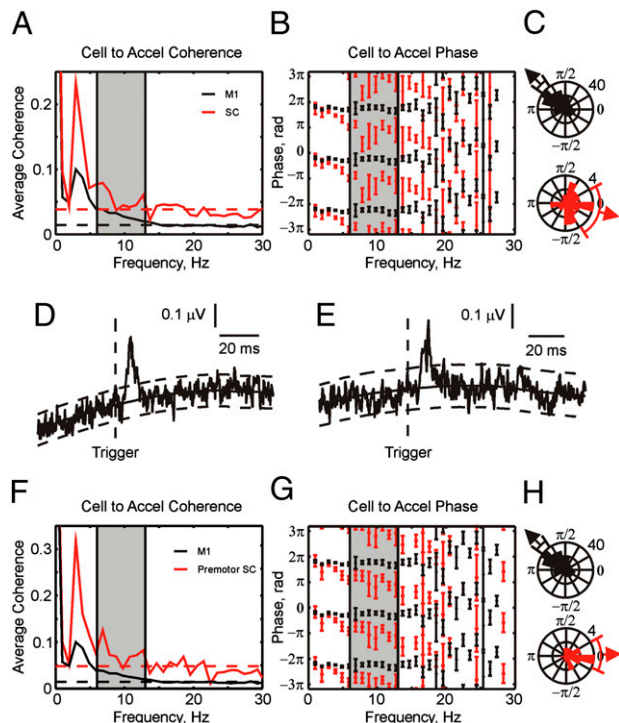 A
B
C
Cell to Accel Coherence
Cell to Accel Phase
Average Coherence
0.2
0.1
0
M1
SC
0
10
20
30
Frequency, Hz
Phase, rad
3π
2π
π
0
−π
−2π
−3π
0
10
20
30
Frequency, Hz
π/2
40
π
0
−π/2
π/2
4
π
0
−π/2
D
E
0.1 μV
20 ms
Trigger
0.1 μV
20 ms
Trigger
F
G
H
Cell to Accel Coherence
Cell to Accel Phase
Average Coherence
0.3
0.2
0.1
0
M1
Premotor SC
0
10
20
30
Frequency, Hz
Phase, rad
3π
2π
π
0
−π
−2π
−3π
0
10
20
30
Frequency, Hz
π/2
40
π
0
−π/2
π/2
4
π
0
−π/2